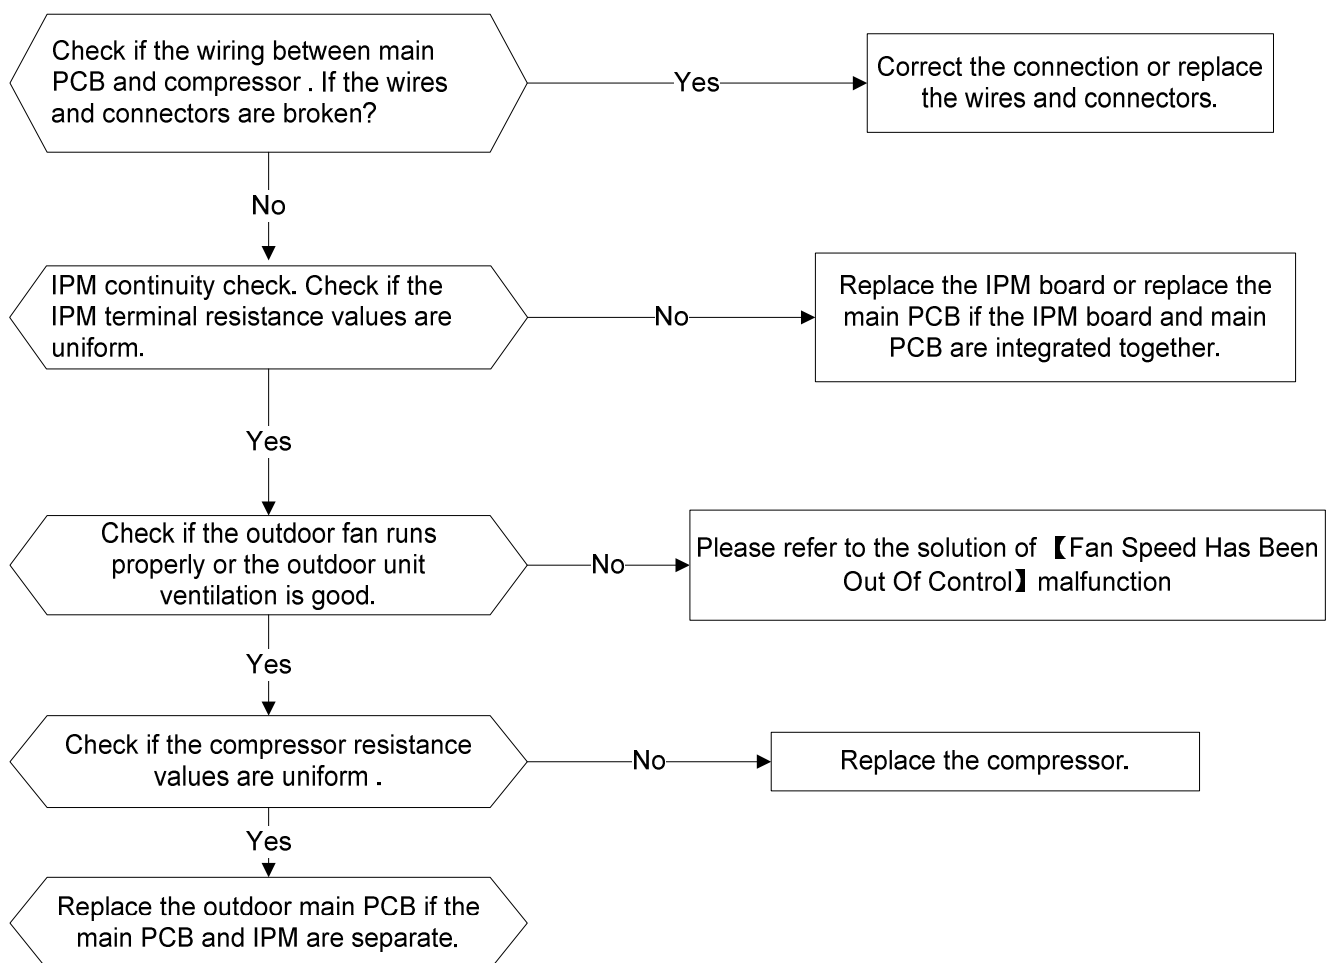 Check if the wiring between main
PCB and compressor . If the wires
and connectors are broken?
Yes
Correct the connection or replace
the wires and connectors.
No
IPM continuity check. Check if the
IPM terminal resistance values are
uniform.
No
Replace the IPM board or replace the
main PCB if the IPM board and main
PCB are integrated together.
Yes
Check if the outdoor fan runs
properly or the outdoor unit
ventilation is good.
No
Please refer to the solution of 【Fan Speed Has Been
Out Of Control】malfunction
Yes
Check if the compressor resistance
values are uniform .
No
Replace the compressor.
Yes
Replace the outdoor main PCB if the
main PCB and IPM are separate.